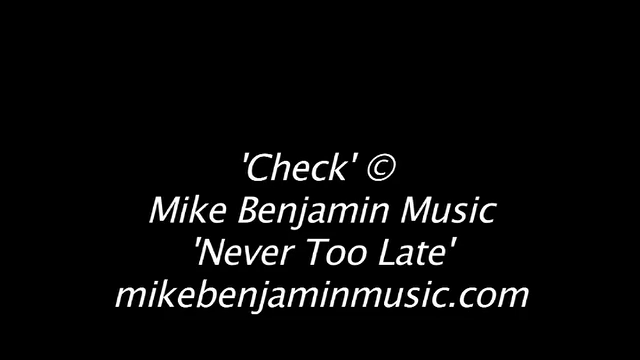 'Check' ©
Mike Benjamin Music
'Never Too Late'
mikebenjaminmusic.com